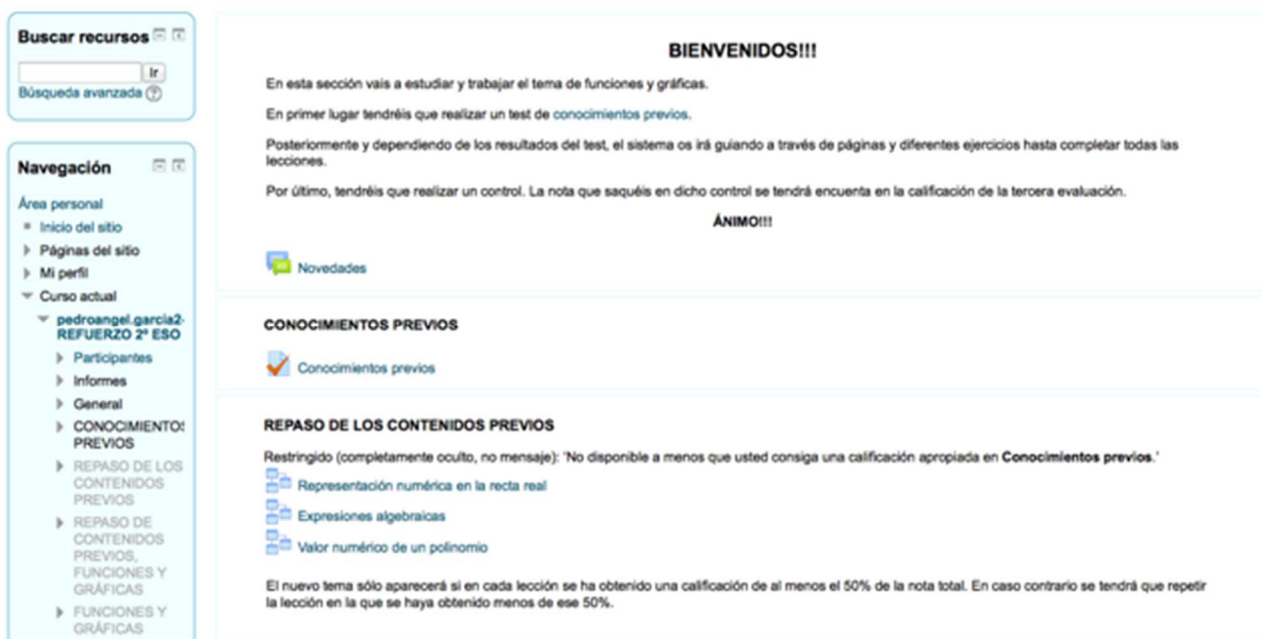 Buscar recursos
Ir
Búsqueda avanzada
Navegación
Área personal
Inicio del sitio
Páginas del sitio
Mi perfil
Curso actual
pedroangel.garcia2-
REFUERZO 2º ESO
Participantes
Informes
General
CONOCIMIENTOS
PREVIOS
REPASO DE LOS
CONTENIDOS
PREVIOS
REPASO DE
CONTENIDOS
PREVIOS,
FUNCIONES Y
GRÁFICAS
FUNCIONES Y
GRÁFICAS
BIENVENIDOS!!!
En esta sección vais a estudiar y trabajar el tema de funciones y gráficas.
En primer lugar tendréis que realizar un test de conocimientos previos.
Posteriormente y dependiendo de los resultados del test, el sistema os irá guiando a través de páginas y diferentes ejercicios hasta completar todas las
lecciones.
Por último, tendréis que realizar un control. La nota que saquéis en dicho control se tendrá encuenta en la calificación de la tercera evaluación.
ÁNIMO!!!
Novedades
CONOCIMIENTOS PREVIOS
Conocimientos previos
REPASO DE LOS CONTENIDOS PREVIOS
Restringido (completamente oculto, no mensaje): 'No disponible a menos que usted consiga una calificación apropiada en Conocimientos previos.'
Representación numérica en la recta real
Expresiones algebraicas
Valor numérico de un polinomio
El nuevo tema sólo aparecerá si en cada lección se ha obtenido una calificación de al menos el 50% de la nota total. En caso contrario se tendrá que repetir
la lección en la que se haya obtenido menos de ese 50%.